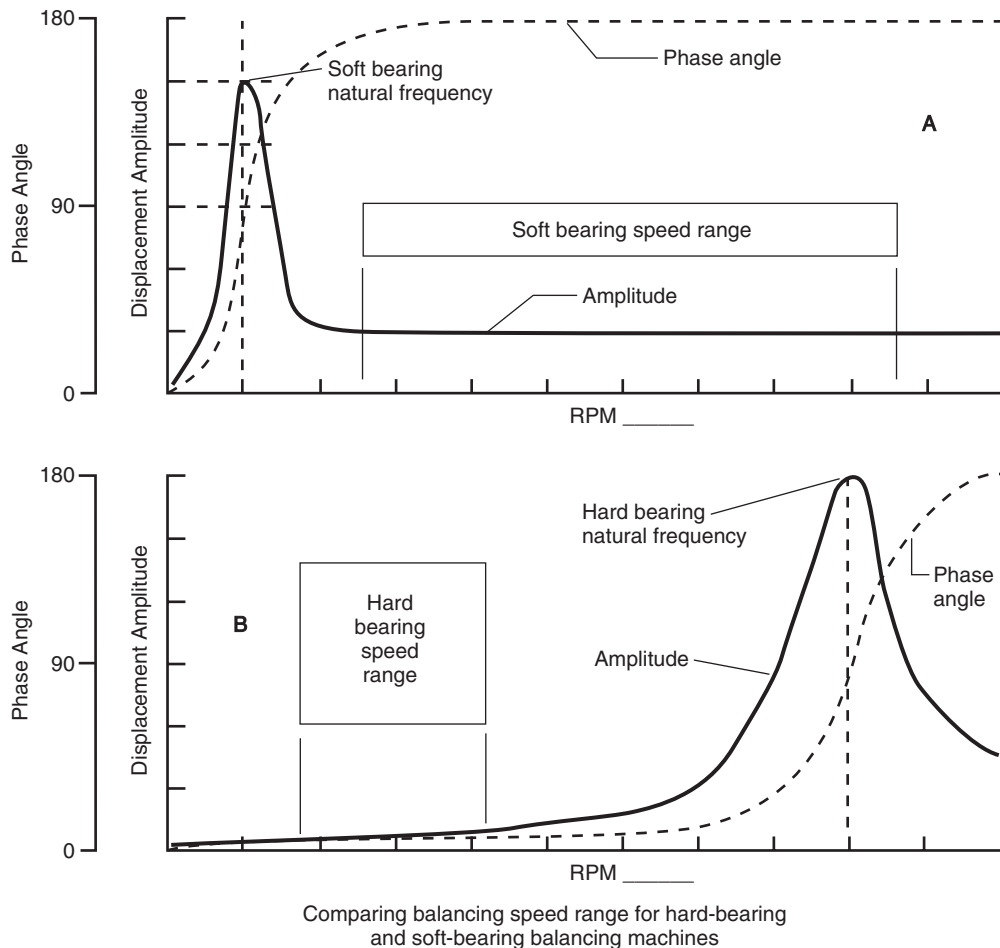 180
90
0
Phase Angle
Displacement Amplitude
Soft bearing
natural frequency
Phase angle
A
Soft bearing speed range
Amplitude
RPM ______
180
90
0
Phase Angle
Displacement Amplitude
B
Hard
bearing
speed
range
Hard bearing
natural frequency
Phase
angle
Amplitude
RPM ______
Comparing balancing speed range for hard-bearing
and soft-bearing balancing machines